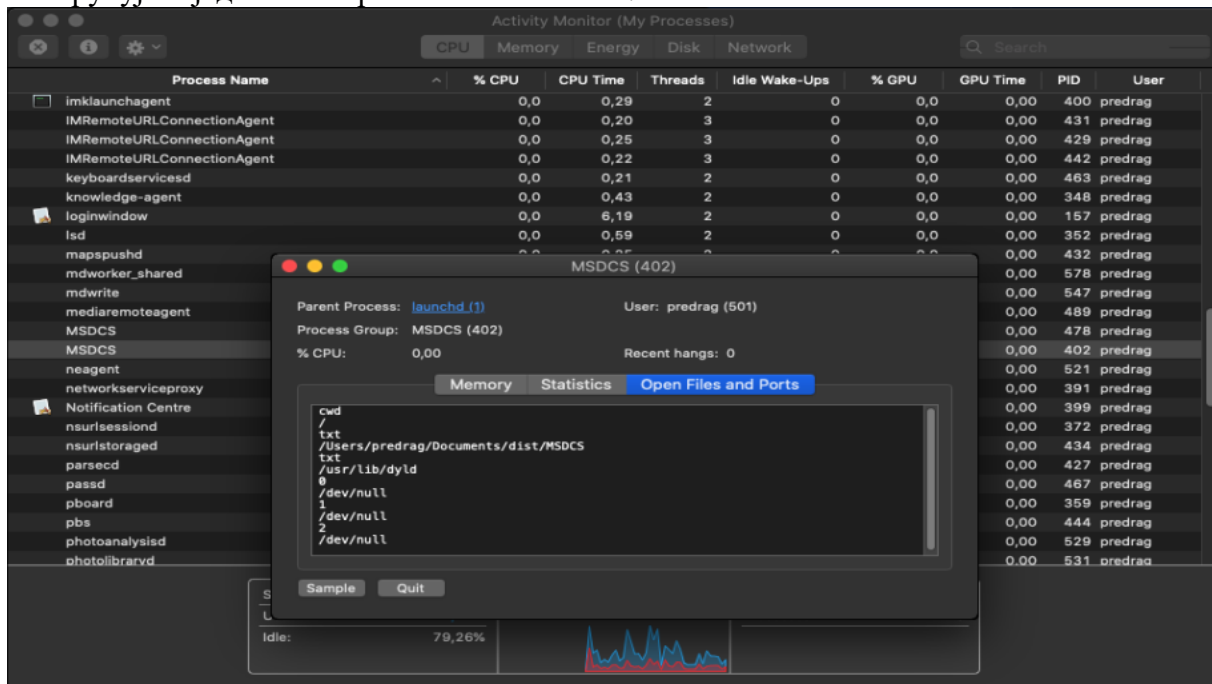 Activity Monitor (My Processes)
CPU Memory Energy Disk Network Search
Process Name % CPU CPU Time Threads Idle Wake-Ups % GPU GPU Time PID User
imklaunchagent 0,0 0,29 2 0 0,0 0,00 400 predrag
IMRemoteURLConnectionAgent 0,0 0,20 3 0 0,0 0,00 431 predrag
IMRemoteURLConnectionAgent 0,0 0,25 3 0 0,0 0,00 429 predrag
IMRemoteURLConnectionAgent 0,0 0,22 3 0 0,0 0,00 442 predrag
keyboardservicesd 0,0 0,21 2 0 0,0 0,00 463 predrag
knowledge-agent 0,0 0,43 2 0 0,0 0,00 348 predrag
loginwindow 0,0 6,19 2 0 0,0 0,00 157 predrag
lsd 0,0 0,59 2 0 0,0 0,00 352 predrag
mapspushd 0,00 432 predrag
mdworker_shared 0,00 578 predrag
mdwrite 0,00 547 predrag
mediaremoteagent 0,00 489 predrag
MSDCS 0,00 478 predrag
MSDCS 0,00 402 predrag
neagent 0,00 521 predrag
networkserviceproxy 0,00 391 predrag
Notification Centre 0,00 399 predrag
nsurlsessiond 0,00 372 predrag
nsurlstoraged 0,00 434 predrag
parsecd 0,00 427 predrag
passd 0,00 467 predrag
pboard 0,00 359 predrag
pbs 0,00 444 predrag
photoanalysisd 0,00 529 predrag
photolibraryd 0,00 531 predrag
MSDCS (402)
Parent Process: launchd (1) User: predrag (501)
Process Group: MSDCS (402)
% CPU: 0,00 Recent hangs: 0
Memory Statistics Open Files and Ports
cwd
/
txt
/Users/predrag/Documents/dist/MSDCS
txt
/usr/lib/dyld
0
/dev/null
1
/dev/null
2
/dev/null
Sample Quit
Idle: 79,26%